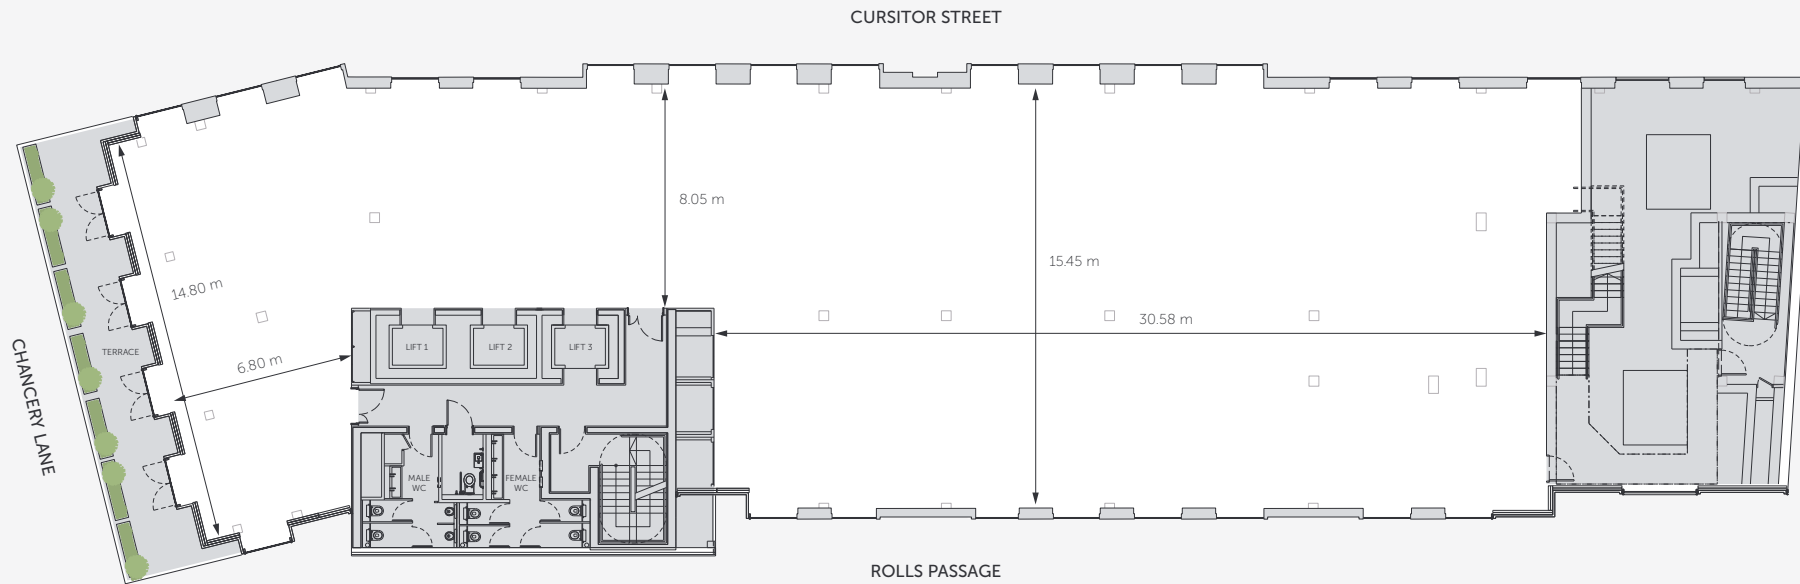 CURSITOR STREET
8.05 m
15.45 m
14.80 m
30.58 m
6.80 m
LIFT 1
LIFT 2
LIFT 3
TERRACE
CHANCERY LANE
MALE
WC
FEMALE
WC
ROLLS PASSAGE